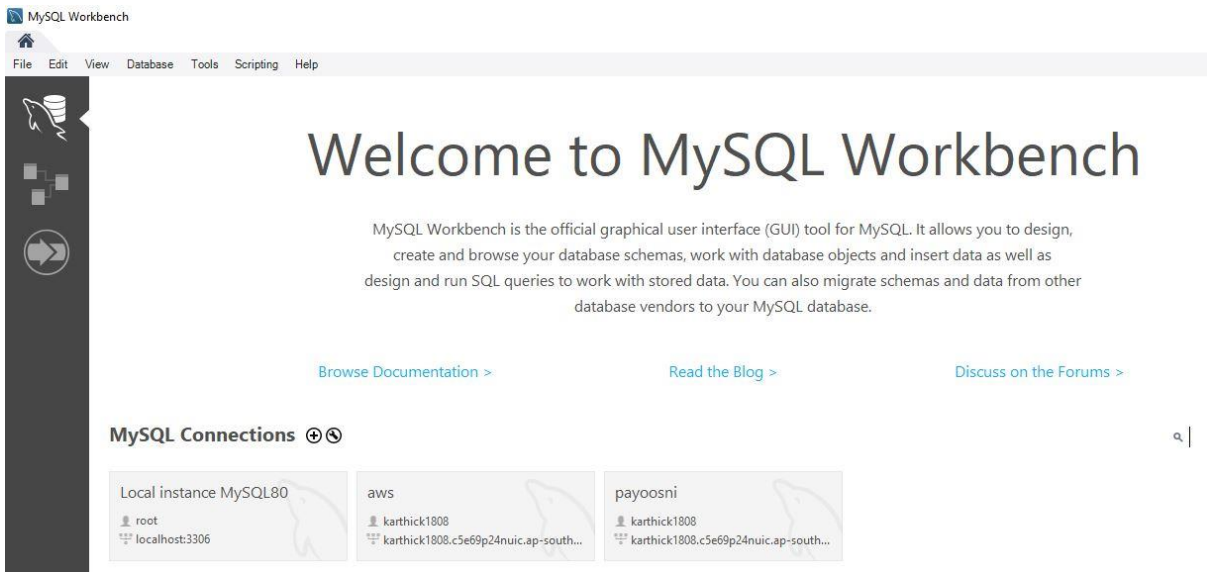 MySQL Workbench
File Edit View Database Tools Scripting Help
Welcome to MySQL Workbench
MySQL Workbench is the official graphical user interface (GUI) tool for MySQL. It allows you to design,
create and browse your database schemas, work with database objects and insert data as well as
design and run SQL queries to work with stored data. You can also migrate schemas and data from other
database vendors to your MySQL database.
Browse Documentation > Read the Blog > Discuss on the Forums >
MySQL Connections
Local instance MySQL80
root
localhost:3306
aws
karthick1808
karthick1808.c5e69p24nuic.ap-south...
payoosni
karthick1808
karthick1808.c5e69p24nuic.ap-south...